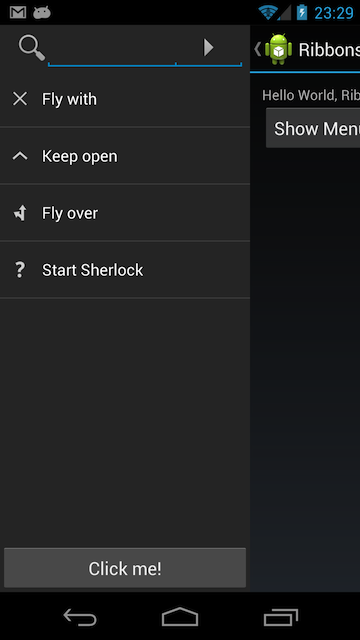 23:29
Ribbons
Hello World, Rib
Show Menu
Fly with
Keep open
Fly over
? Start Sherlock
Click me!